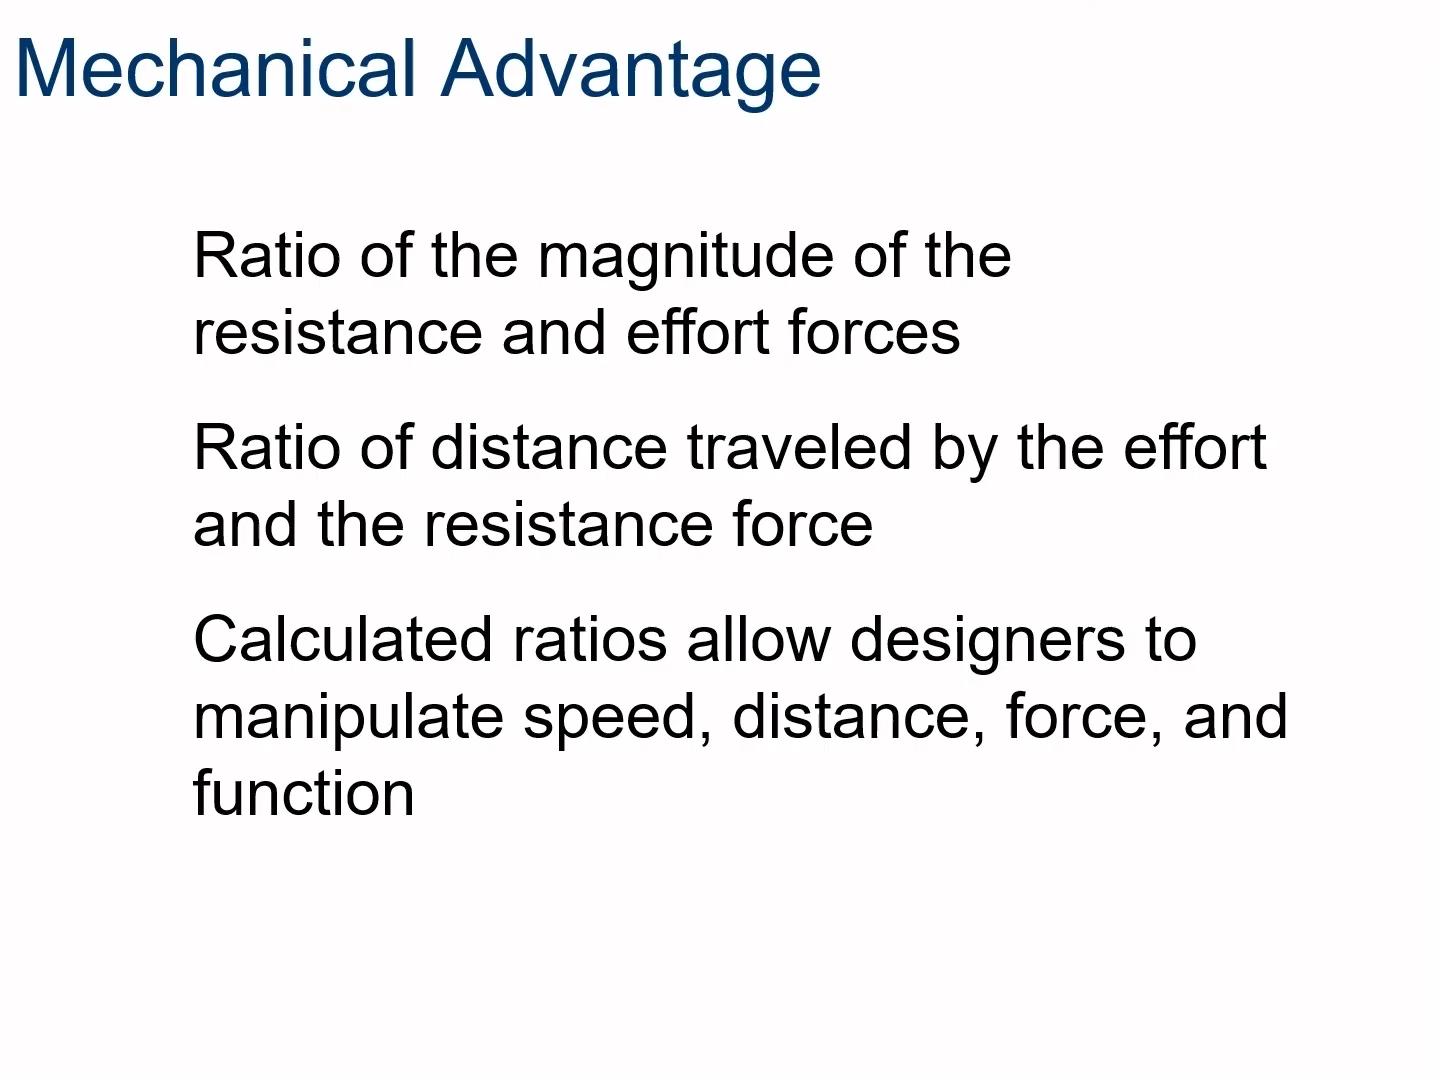 Mechanical Advantage
Ratio of the magnitude of the
resistance and effort forces
Ratio of distance traveled by the effort
and the resistance force
Calculated ratios allow designers to
manipulate speed, distance, force, and
function